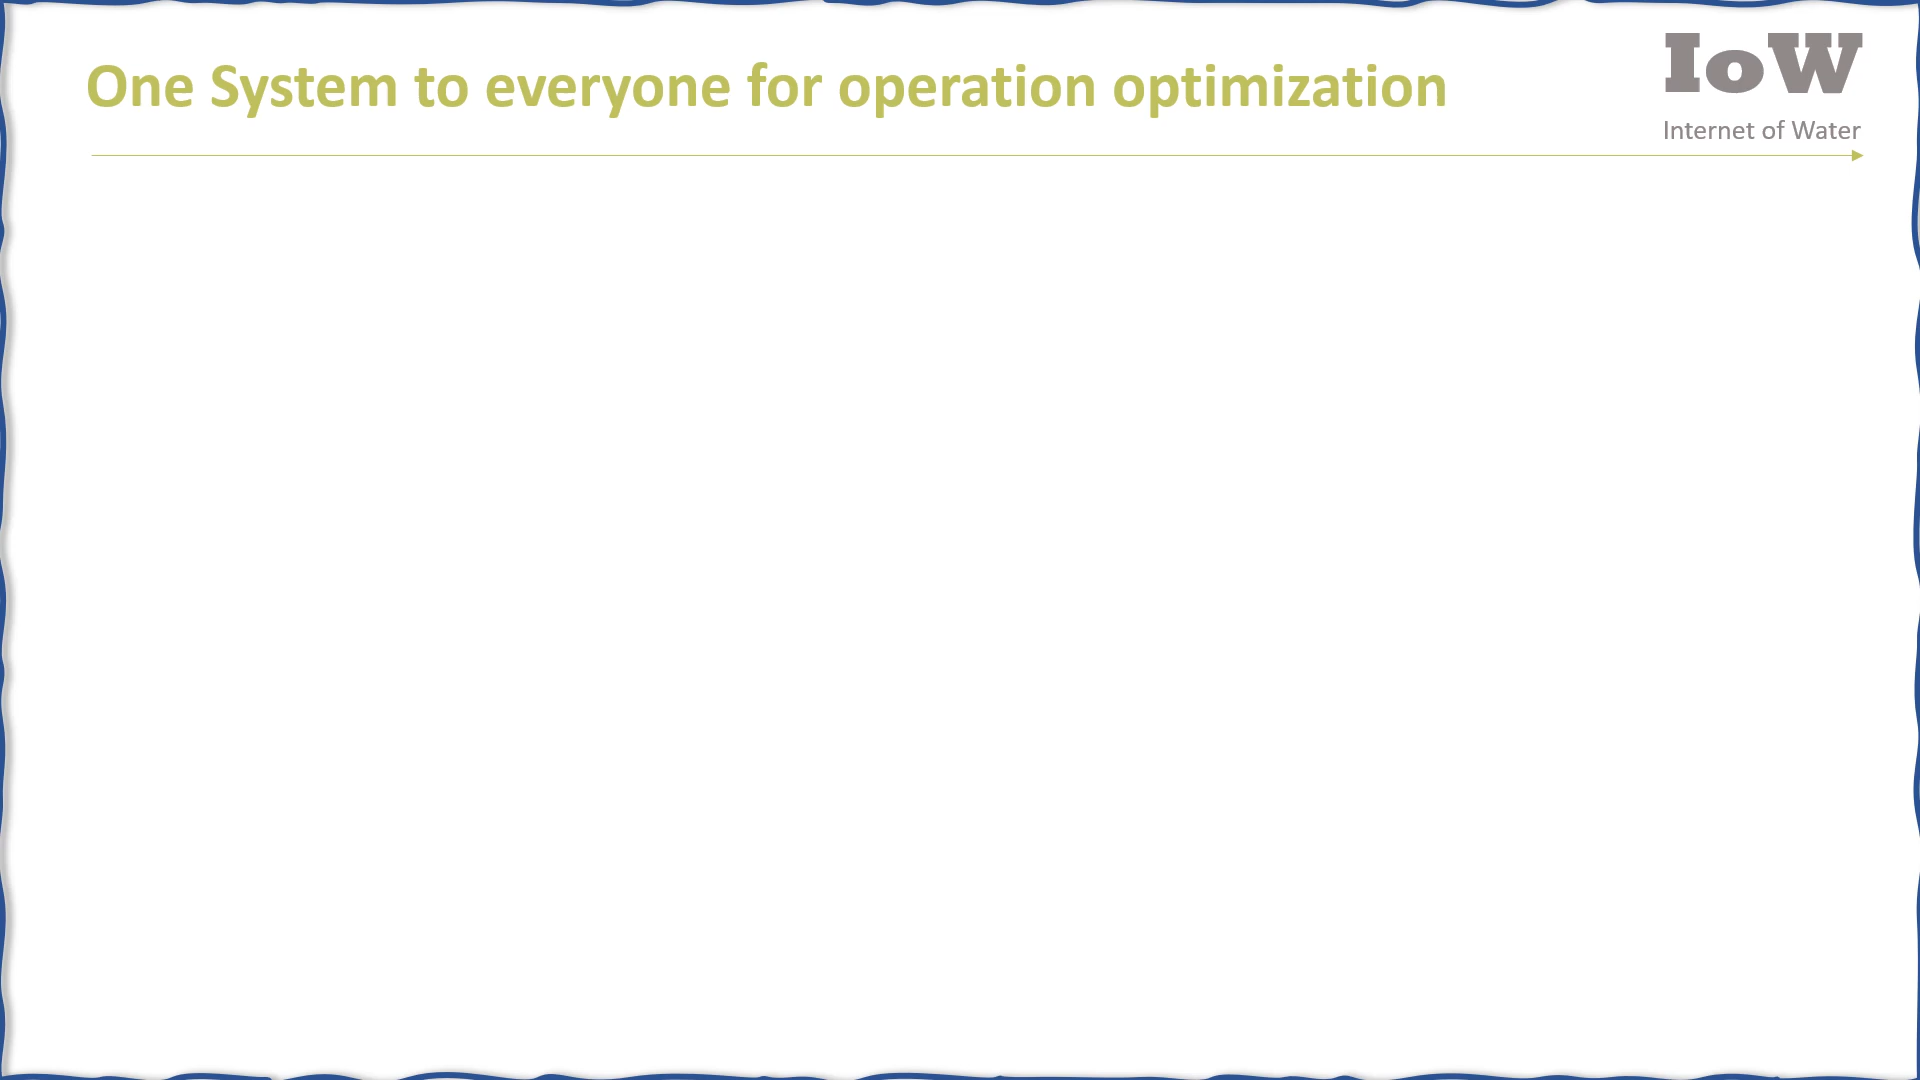 One System to everyone for operation optimization
IoW
Internet of Water